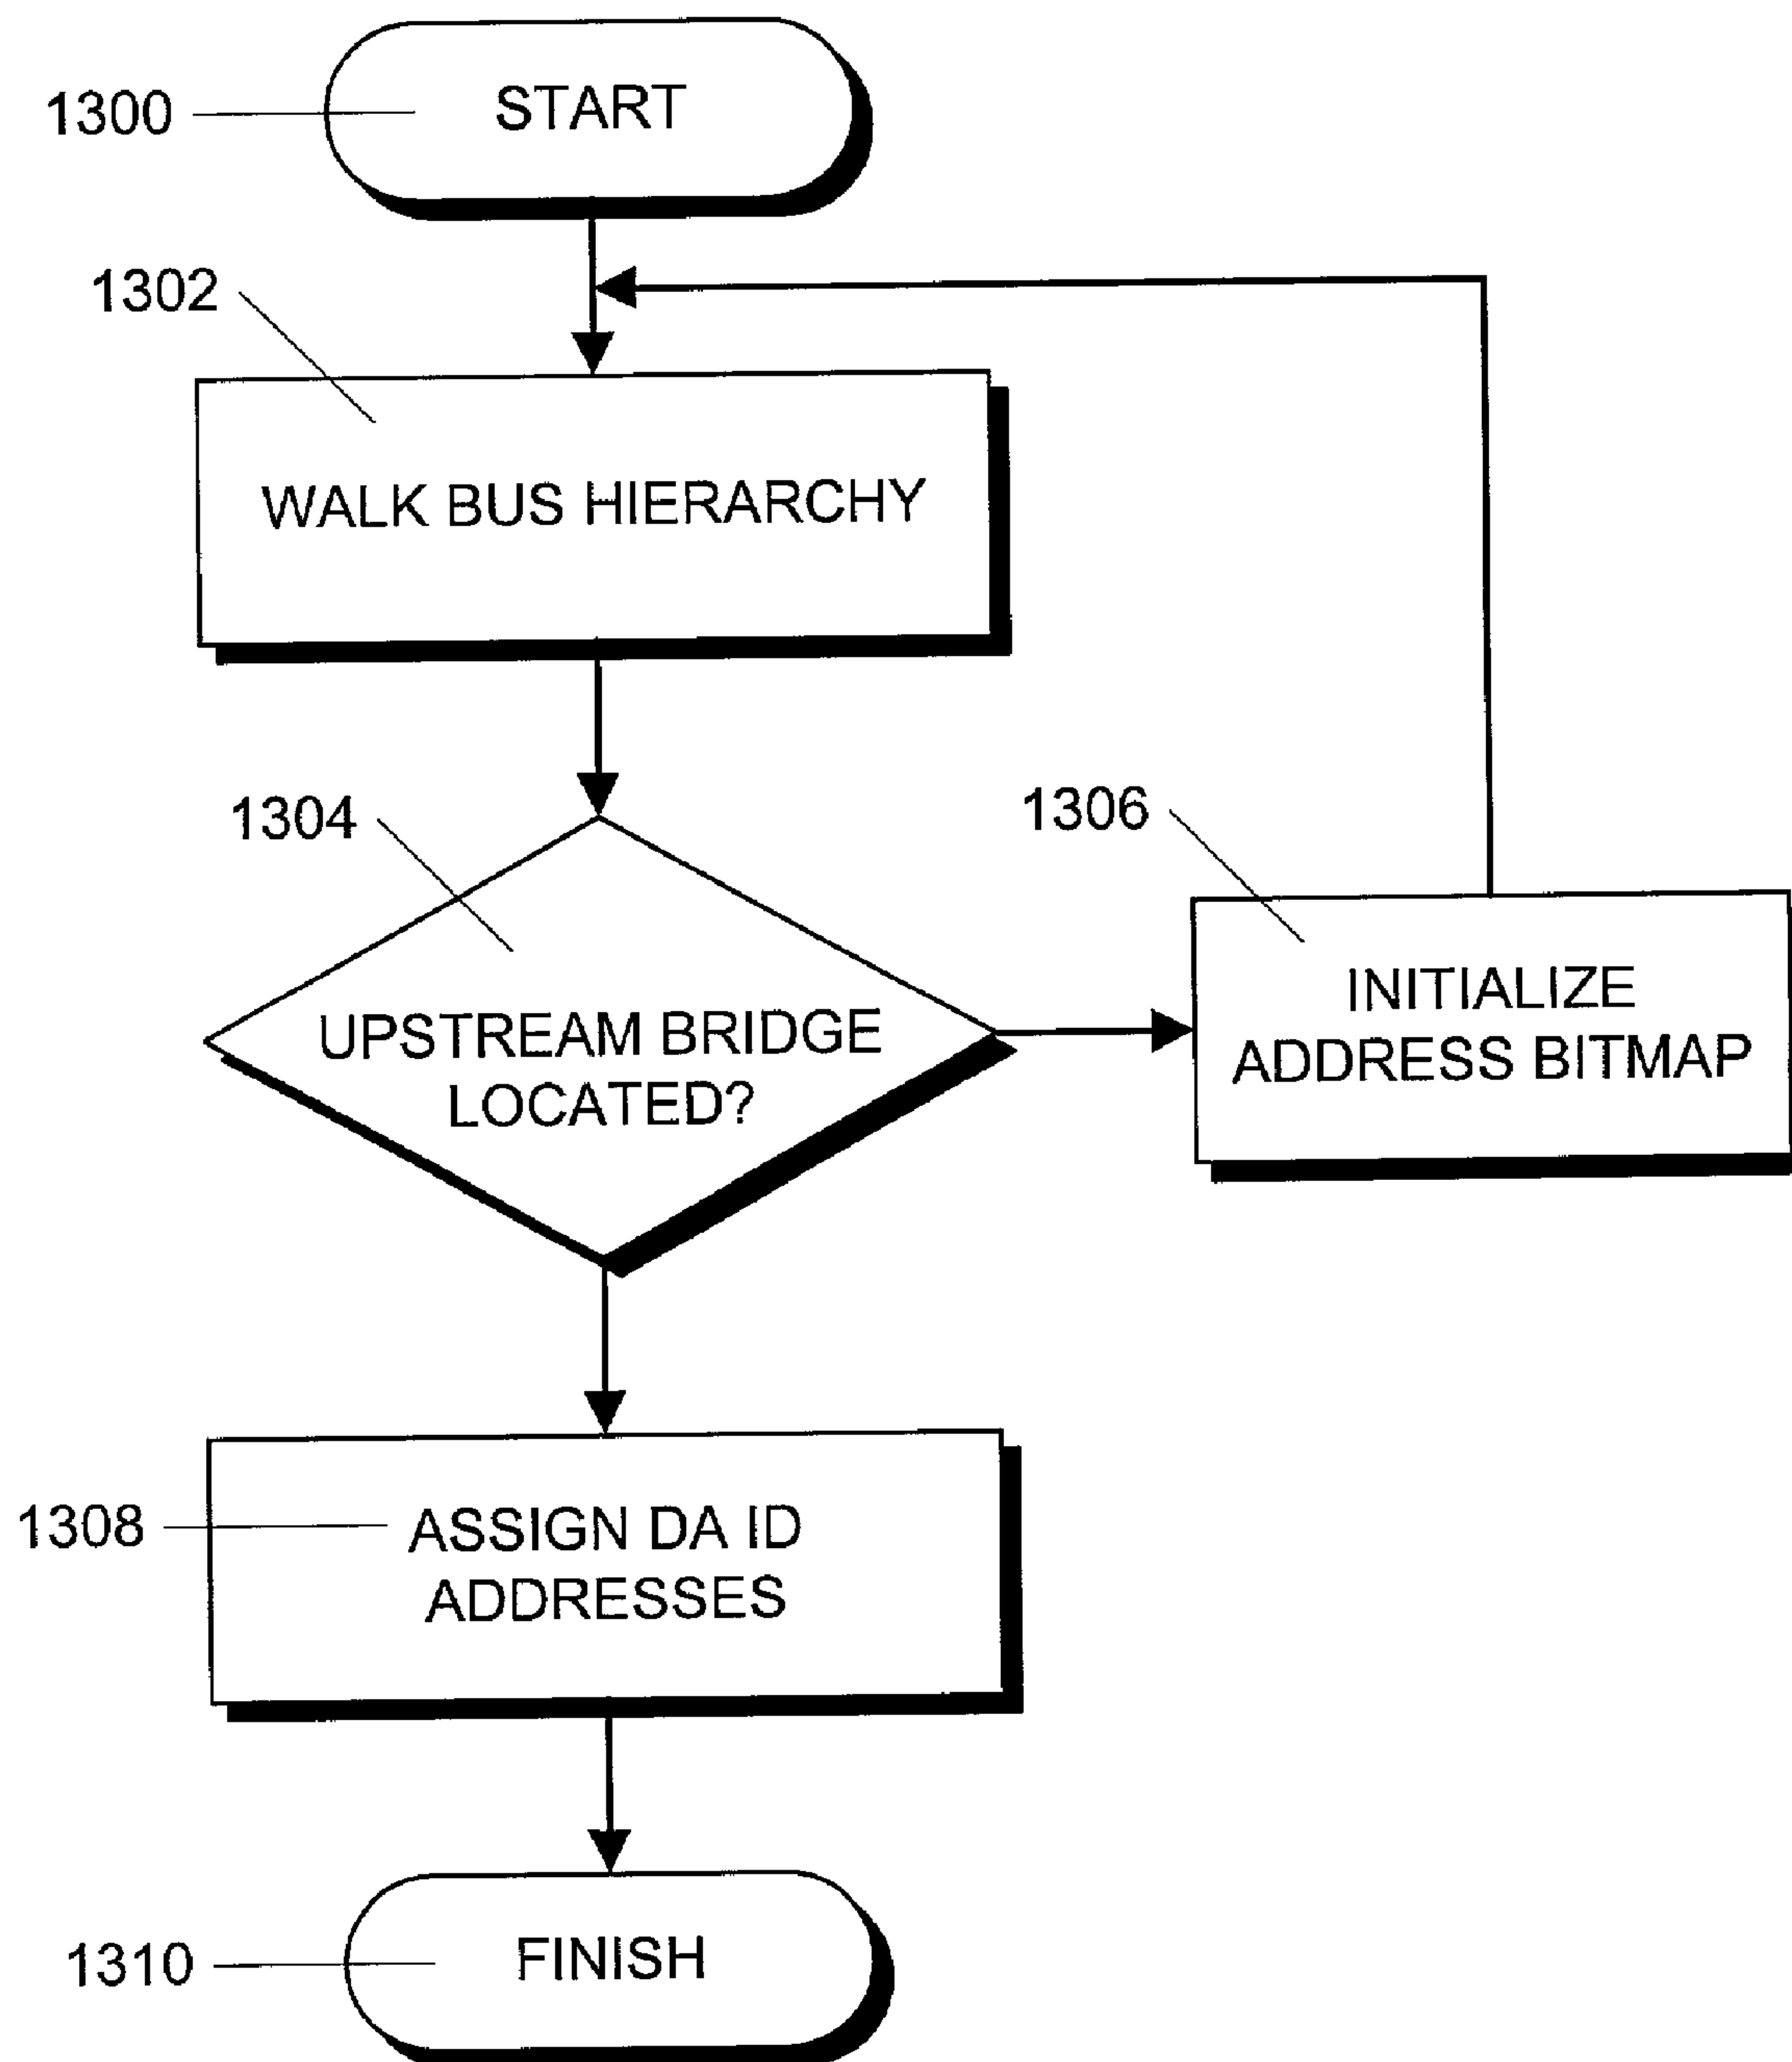 1300
START
1302
WALK BUS HIERARCHY
1304
UPSTREAM BRIDGE
LOCATED?
1306
INITIALIZE
ADDRESS BITMAP
1308
ASSIGN DA ID
ADDRESSES
1310
FINISH